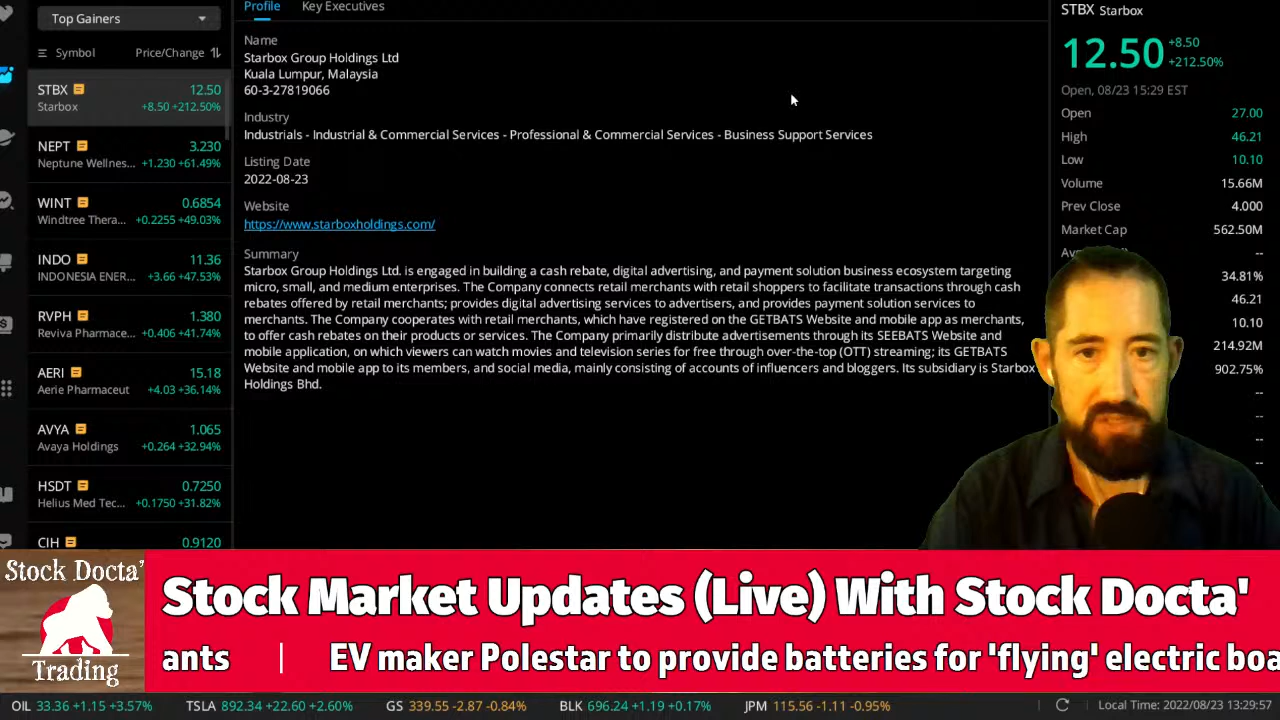 Top Gainers
Symbol Price/Change
STBX 12.50
Starbox +8.50 +212.50%
NEPT 3.230
Neptune Wellnes... +1.230 +61.49%
WINT 0.6854
Windtree Thera... +0.2255 +49.03%
INDO 11.36
INDONESIA ENER... +3.66 +47.53%
RVPH 1.380
Reviva Pharmace... +0.406 +41.74%
AERI 15.18
Aerie Pharmaceut +4.03 +36.14%
AVYA 1.065
Avaya Holdings +0.264 +32.94%
HSDT 0.7250
Helius Med Tec... +0.1750 +31.82%
CIH 0.9120
Profile Key Executives
Name
Starbox Group Holdings Ltd
Kuala Lumpur, Malaysia
60-3-27819066
Industry
Industrials - Industrial & Commercial Services - Professional & Commercial Services - Business Support Services
Listing Date
2022-08-23
Website
https://www.starboxholdings.com/
Summary
Starbox Group Holdings Ltd. is engaged in building a cash rebate, digital advertising, and payment solution business ecosystem targeting
micro, small, and medium enterprises. The Company connects retail merchants with retail shoppers to facilitate transactions through cash
rebates offered by retail merchants; provides digital advertising services to advertisers, and provides payment solution services to
merchants. The Company cooperates with retail merchants, which have registered on the GETBATS Website and mobile app as merchants,
to offer cash rebates on their products or services. The Company primarily distribute advertisements through its SEEBATS Website and
mobile application, on which viewers can watch movies and television series for free through over-the-top (OTT) streaming; its GETBATS
Website and mobile app to its members, and social media, mainly consisting of accounts of influencers and bloggers. Its subsidiary is Starbox
Holdings Bhd.
STBX Starbox
12.50 +8.50
+212.50%
Open, 08/23 15:29 EST
Open 27.00
High 46.21
Low 10.10
Volume 15.66M
Prev Close 4.000
Market Cap 562.50M
--
34.81%
46.21
10.10
214.92M
902.75%
--
--
--
--
Stock Docta'
Trading
Stock Market Updates (Live) With Stock Docta'
ants | EV maker Polestar to provide batteries for 'flying' electric boa
OIL 33.36 +1.15 +3.57% TSLA 892.34 +22.60 +2.60% GS 339.55 -2.87 -0.84% BLK 696.24 +1.19 +0.17% JPM 115.56 -1.11 -0.95% Local Time: 2022/08/23 13:29:57